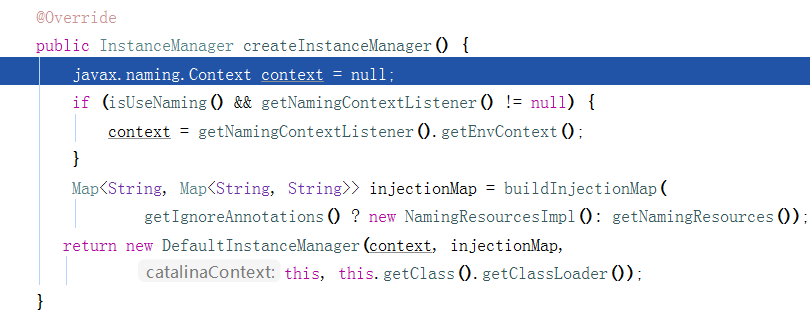 @Override
public InstanceManager createInstanceManager() {
javax.naming.Context context = null;
if (isUseNaming() && getNamingContextListener() != null) {
context = getNamingContextListener().getEnvContext();
}
Map<String, Map<String, String>> injectionMap = buildInjectionMap(
getIgnoreAnnotations() ? new NamingResourcesImpl(): getNamingResources());
return new DefaultInstanceManager(context, injectionMap,
catalinaContext: this, this.getClass().getClassLoader());
}